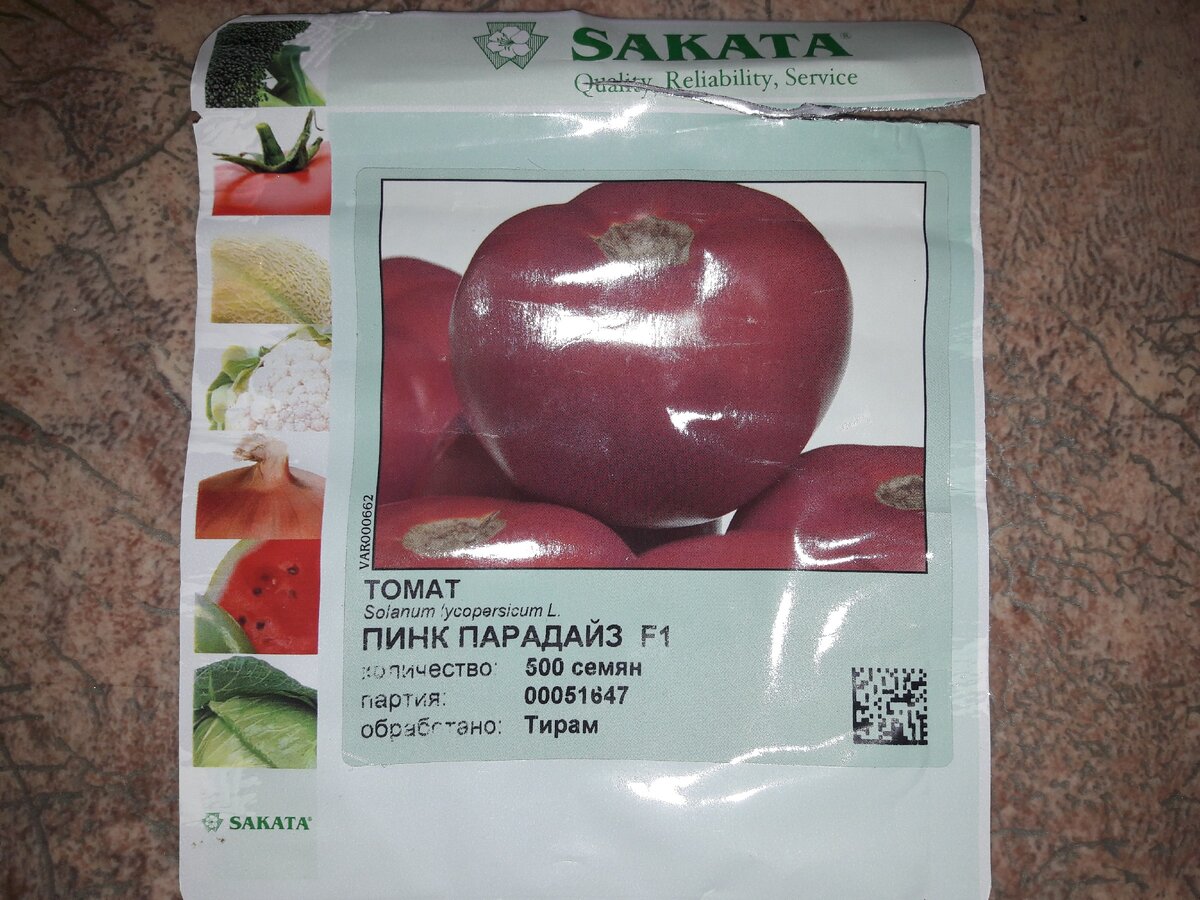 SAKATA®
Quality, Reliability, Service
VAR000662
ТОМАТ
Solanum lycopersicum L.
ПИНК ПАРАДАЙЗ F1
количество: 500 семян
партия: 00051647
обработано: Тирам
SAKATA®